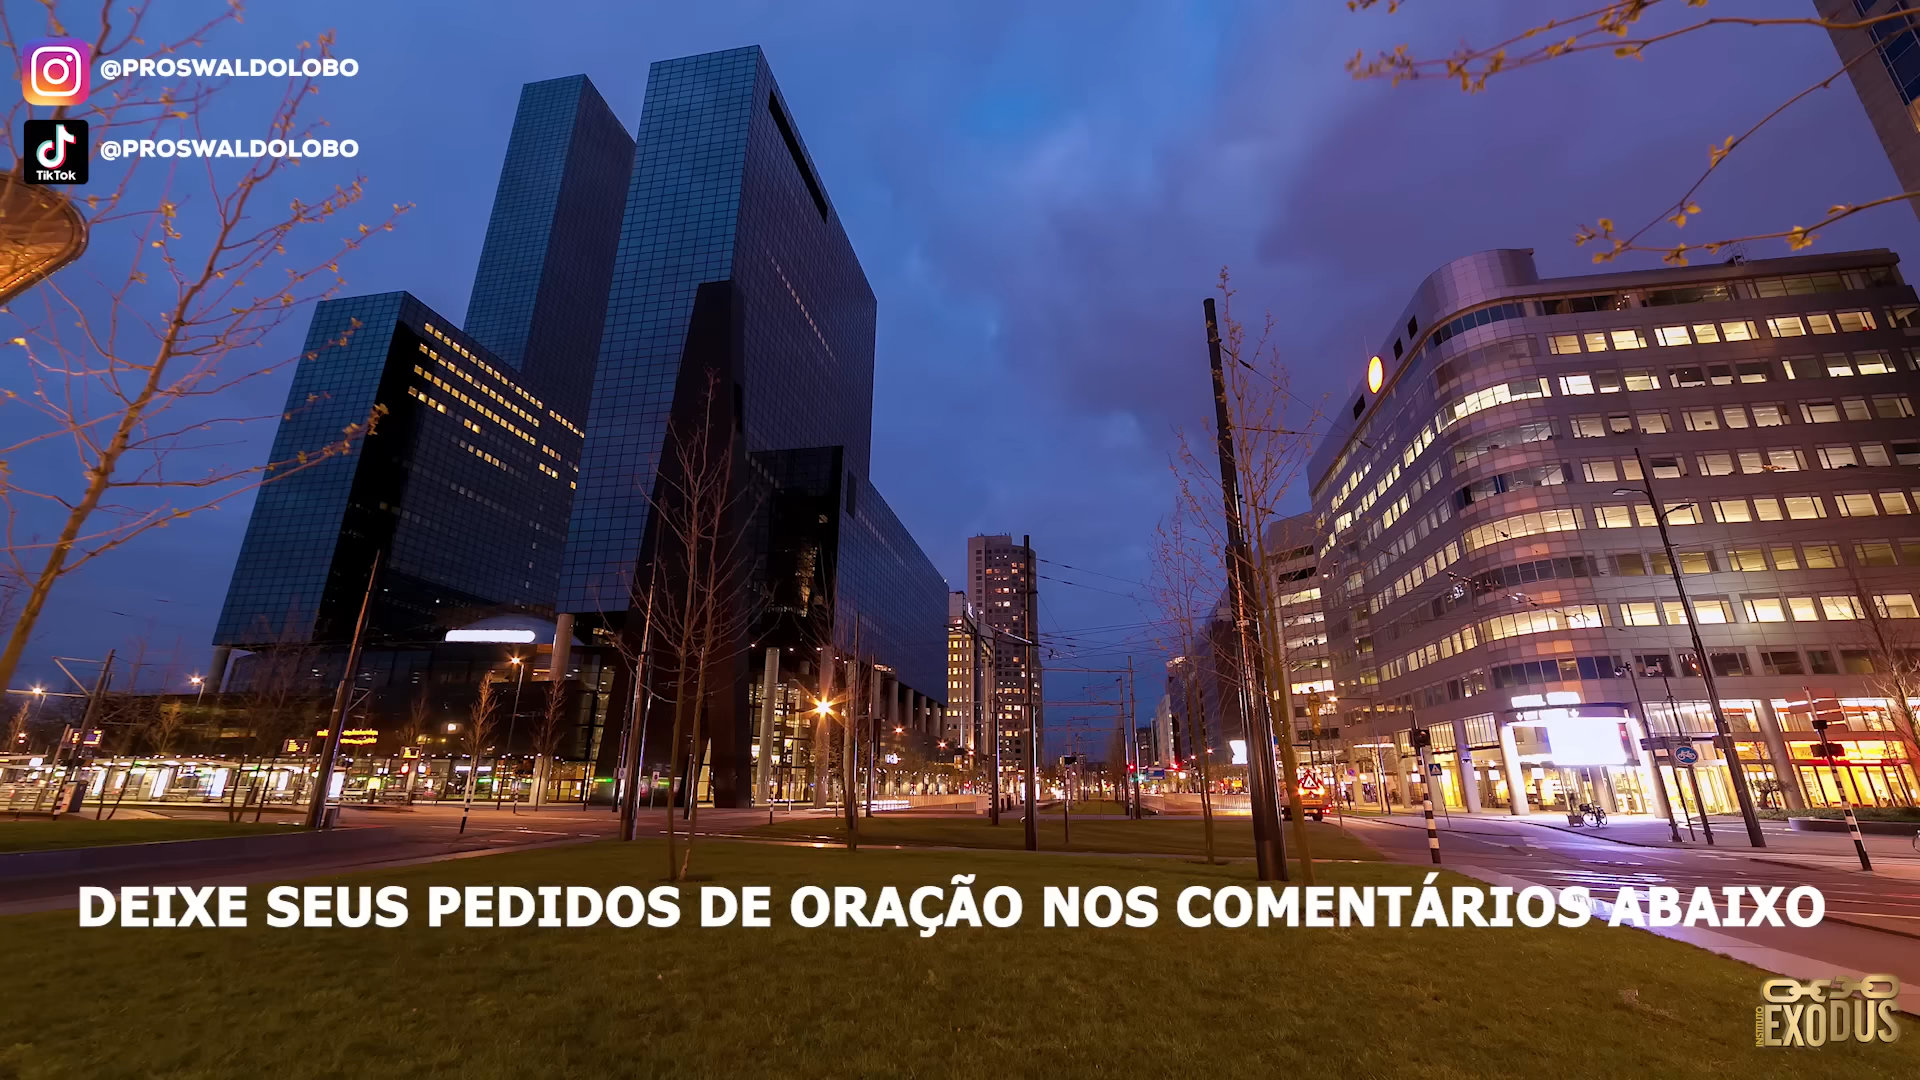 @PROSWALDOLOBO
TikTok
@PROSWALDOLOBO
DEIXE SEUS PEDIDOS DE ORAÇÃO NOS COMENTÁRIOS ABAIXO
INSTITUTO
EXODUS